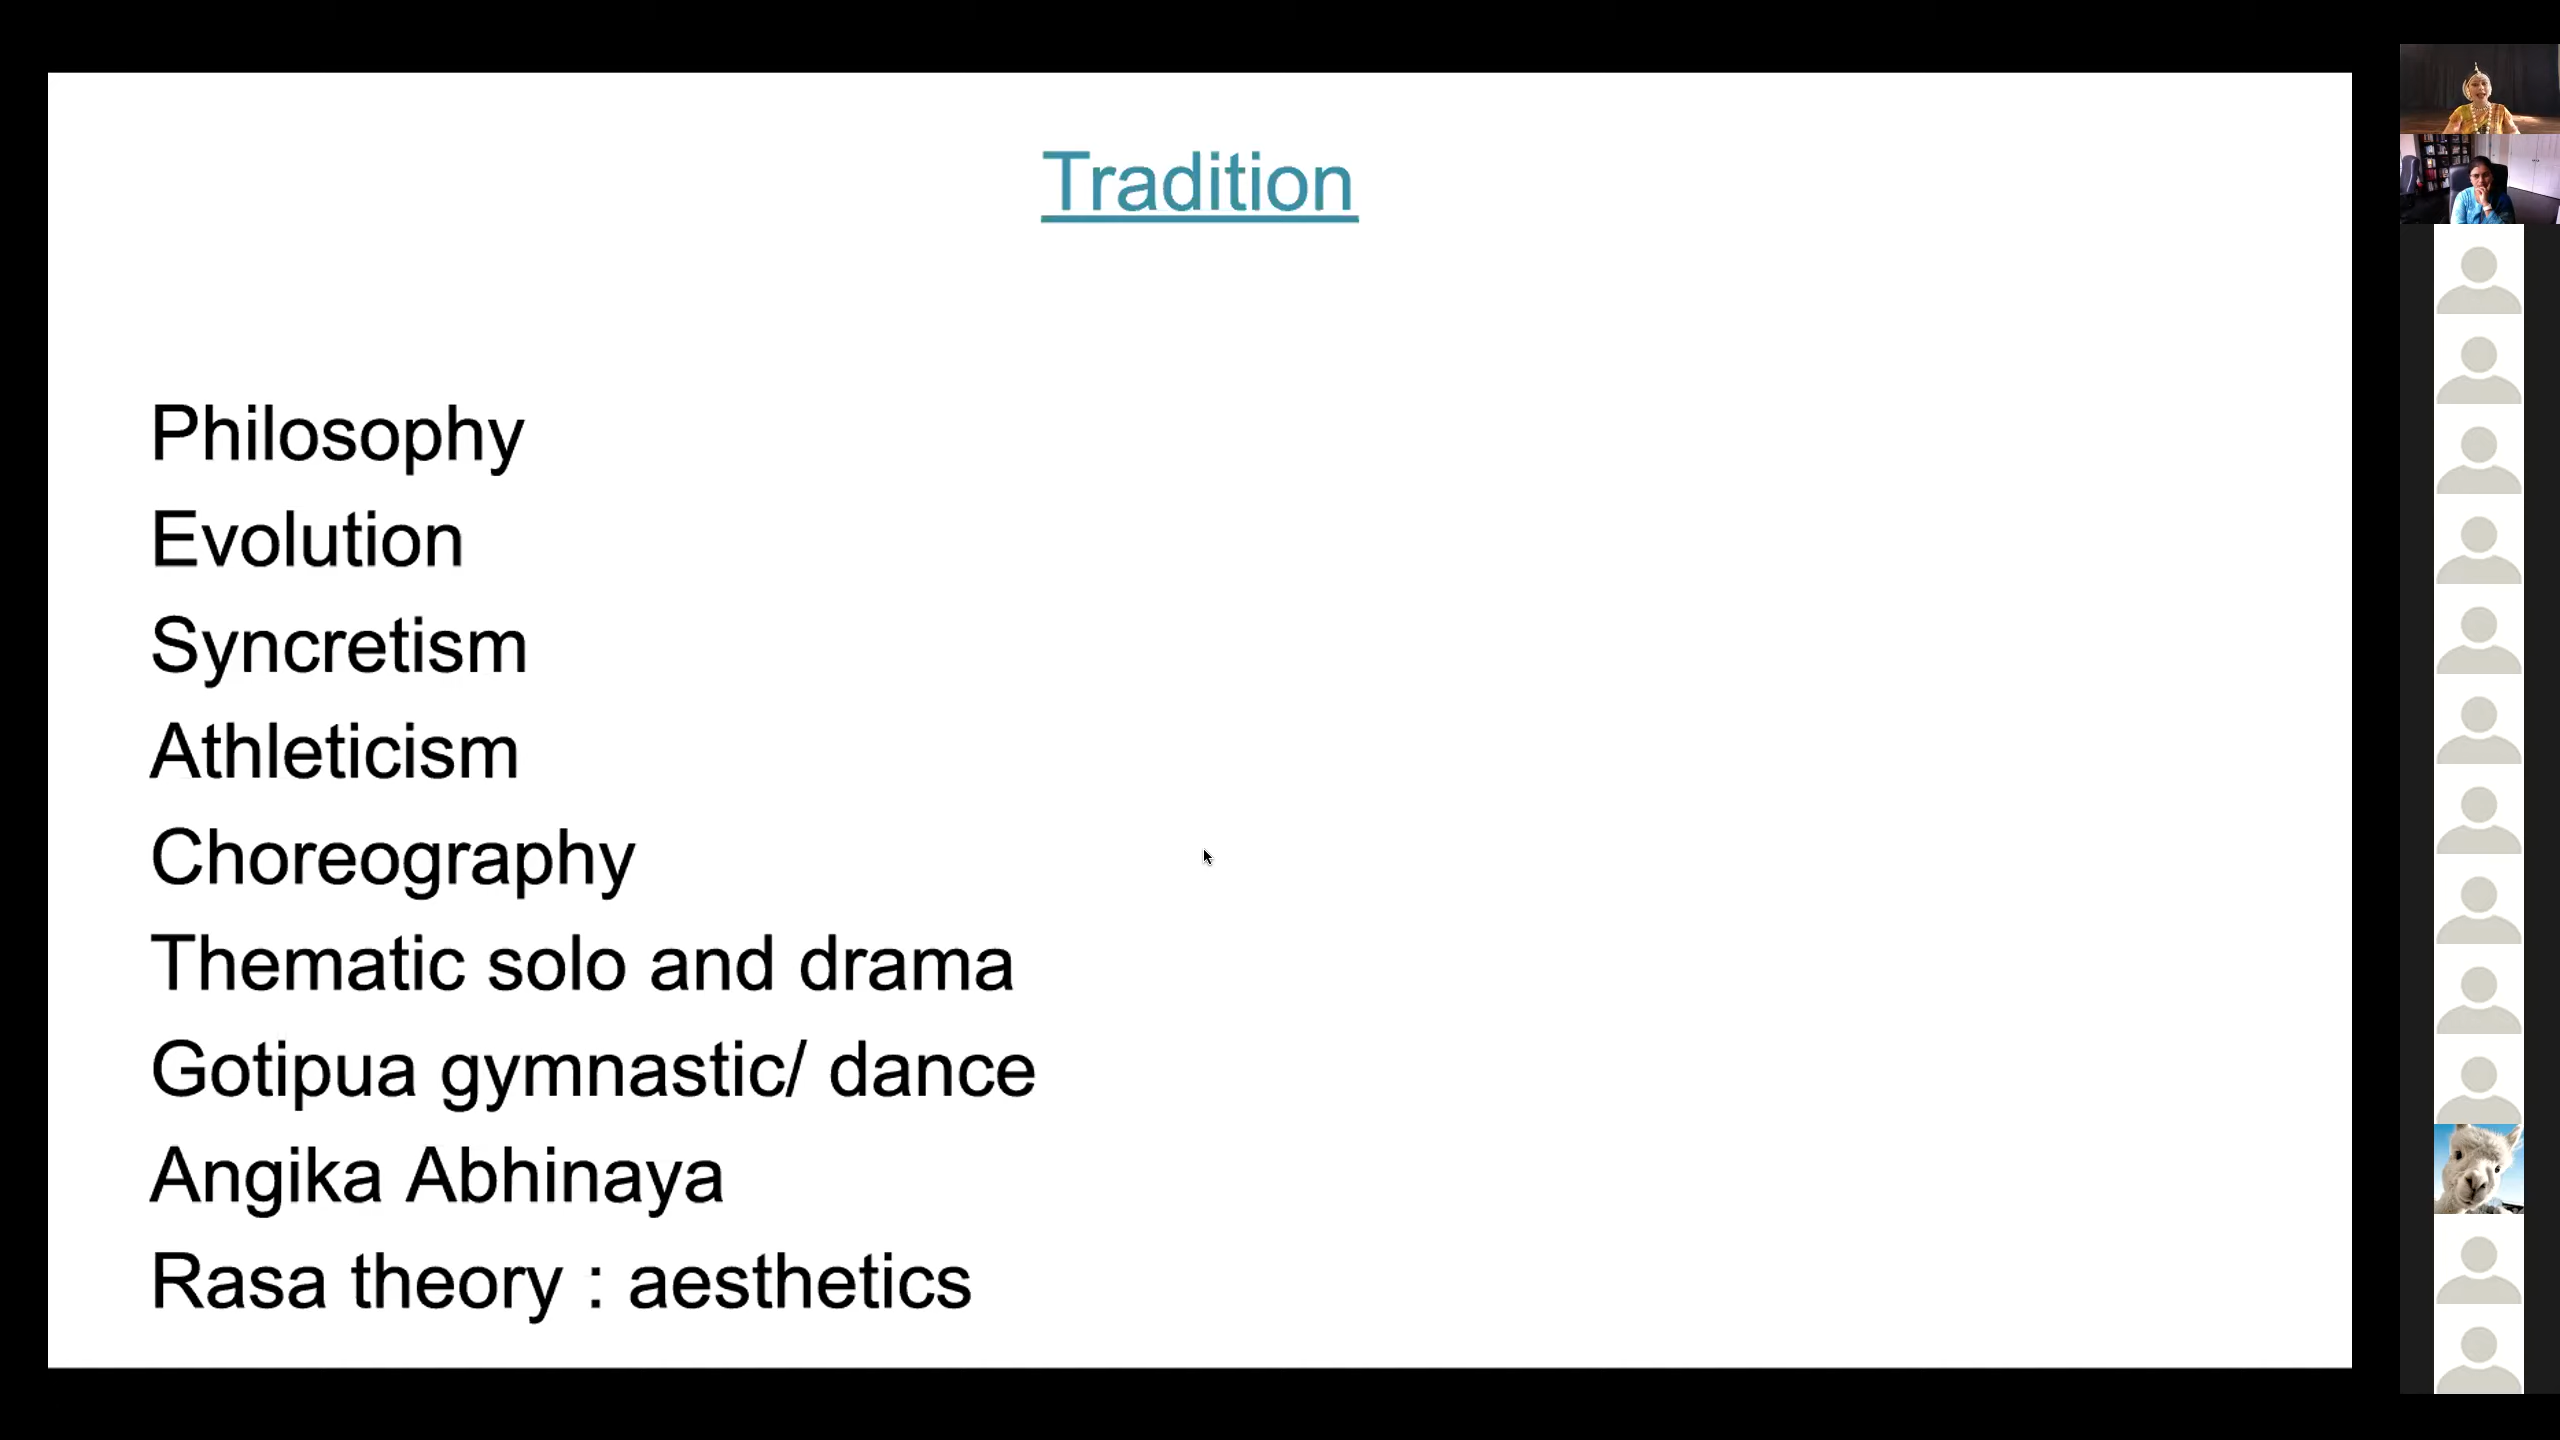 Tradition
Philosophy
Evolution
Syncretism
Athleticism
Choreography
Thematic solo and drama
Gotipua gymnastic/ dance
Angika Abhinaya
Rasa theory : aesthetics